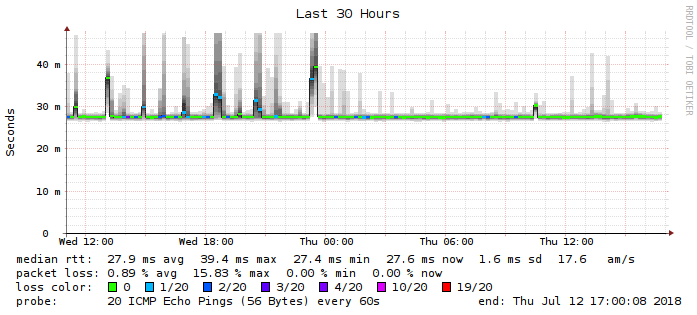 Last 30 Hours
RRDTOOL / TOBI OETIKER
Seconds
40 m
30 m
20 m
10 m
0
Wed 12:00 Wed 18:00 Thu 00:00 Thu 06:00 Thu 12:00
median rtt: 27.9 ms avg 39.4 ms max 27.4 ms min 27.6 ms now 1.6 ms sd 17.6 am/s
packet loss: 0.89 % avg 15.83 % max 0.00 % min 0.00 % now
loss color: 0 1/20 2/20 3/20 4/20 10/20 19/20
probe: 20 ICMP Echo Pings (56 Bytes) every 60s end: Thu Jul 12 17:00:08 2018